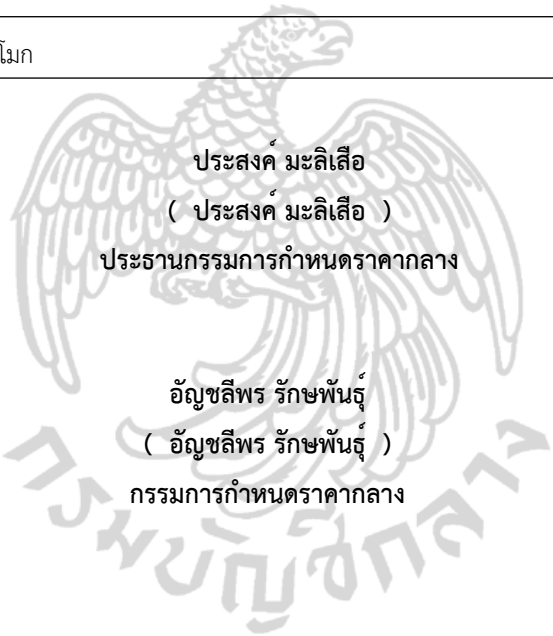 โมก
ประสงค์ มะลิเสือ
( ประสงค์ มะลิเสือ )
ประธานกรรมการกำหนดราคากลาง
อัญชลีพร รักษพันธุ์
( อัญชลีพร รักษพันธุ์ )
กรรมการกำหนดราคากลาง
กรมบัญชีกลาง